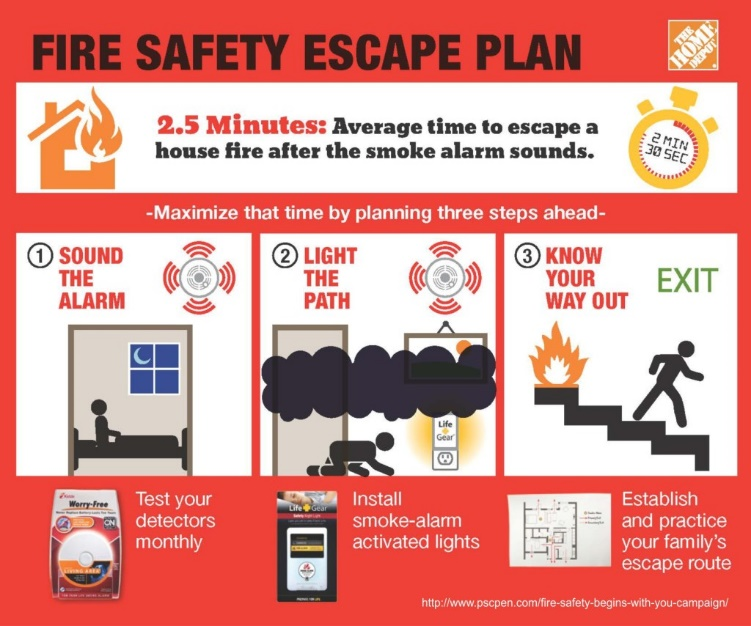 FIRE SAFETY ESCAPE PLAN
THE
HOME
DEPOT
2.5 Minutes: Average time to escape a
house fire after the smoke alarm sounds.
2 MIN
30 SEC
-Maximize that time by planning three steps ahead-
1 SOUND
THE
ALARM
2 LIGHT
THE
PATH
3 KNOW
YOUR
WAY OUT
EXIT
Life
Gear
Worry-Free
ON
LIVING AREA
Test your
detectors
monthly
Life Gear
Install
smoke-alarm
activated lights
Establish
and practice
your family's
escape route
http://www.pscpen.com/fire-safety-begins-with-you-campaign/